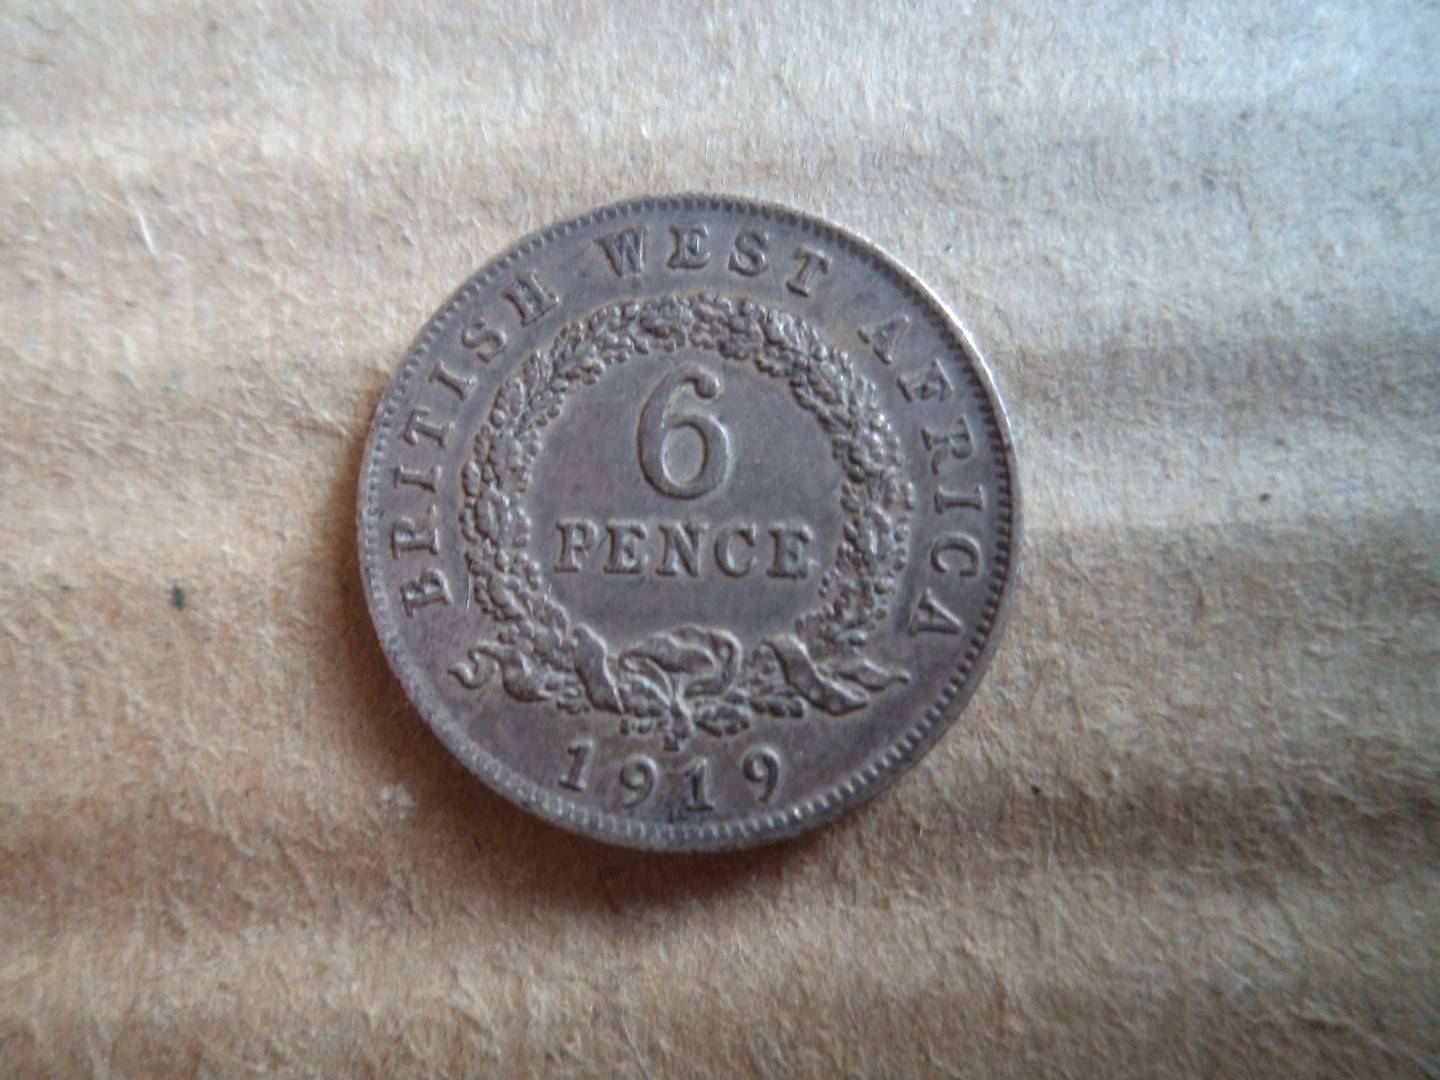 BRITISH WEST AFRICA
6
PENCE
1919